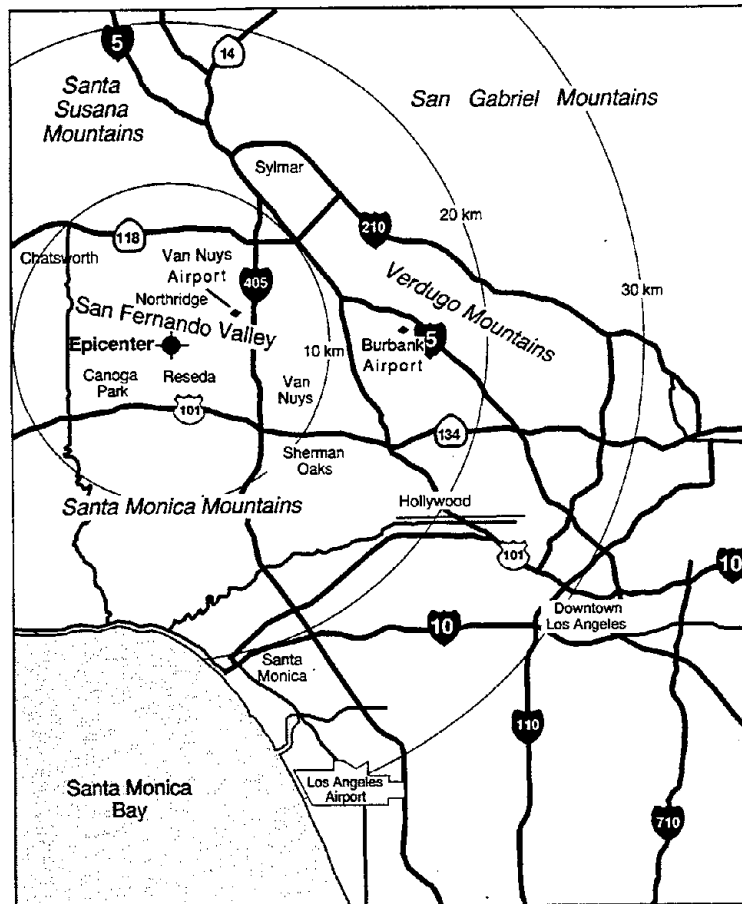 5
14
Santa
Susana
Mountains
San Gabriel Mountains
Sylmar
20 km
210
118
Chatsworth
Van Nuys
Airport
405
Verdugo Mountains
30 km
Northridge
San Fernando Valley
Epicenter
10 km
Burbank
Airport
5
Canoga
Park
Reseda
Van
Nuys
101
134
Sherman
Oaks
Santa Monica Mountains
Hollywood
101
10
Downtown
Los Angeles
10
Santa
Monica
110
Los Angeles
Airport
Santa Monica
Bay
710